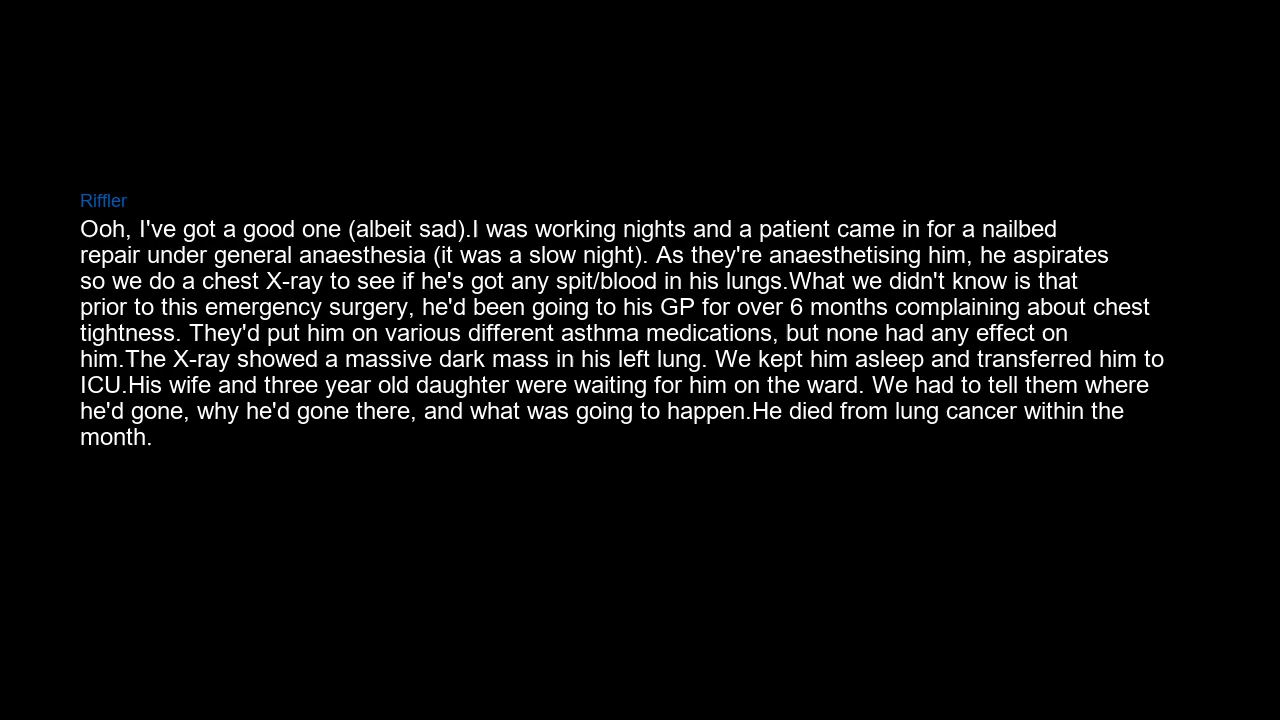 Riffler
Ooh, I've got a good one (albeit sad).I was working nights and a patient came in for a nailbed
repair under general anaesthesia (it was a slow night). As they're anaesthetising him, he aspirates
so we do a chest X-ray to see if he's got any spit/blood in his lungs.What we didn't know is that
prior to this emergency surgery, he'd been going to his GP for over 6 months complaining about chest
tightness. They'd put him on various different asthma medications, but none had any effect on
him.The X-ray showed a massive dark mass in his left lung. We kept him asleep and transferred him to
ICU.His wife and three year old daughter were waiting for him on the ward. We had to tell them where
he'd gone, why he'd gone there, and what was going to happen.He died from lung cancer within the
month.